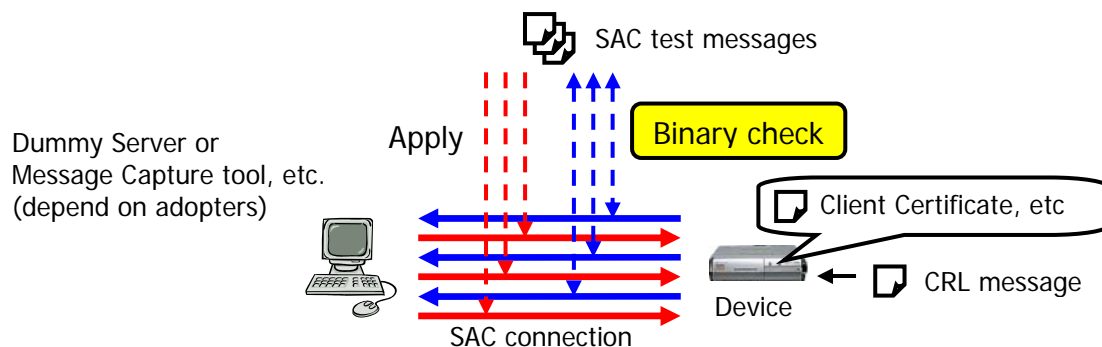 SAC test messages
Apply
Binary check
Dummy Server or
Message Capture tool, etc.
(depend on adopters)
Client Certificate, etc
CRL message
Device
SAC connection